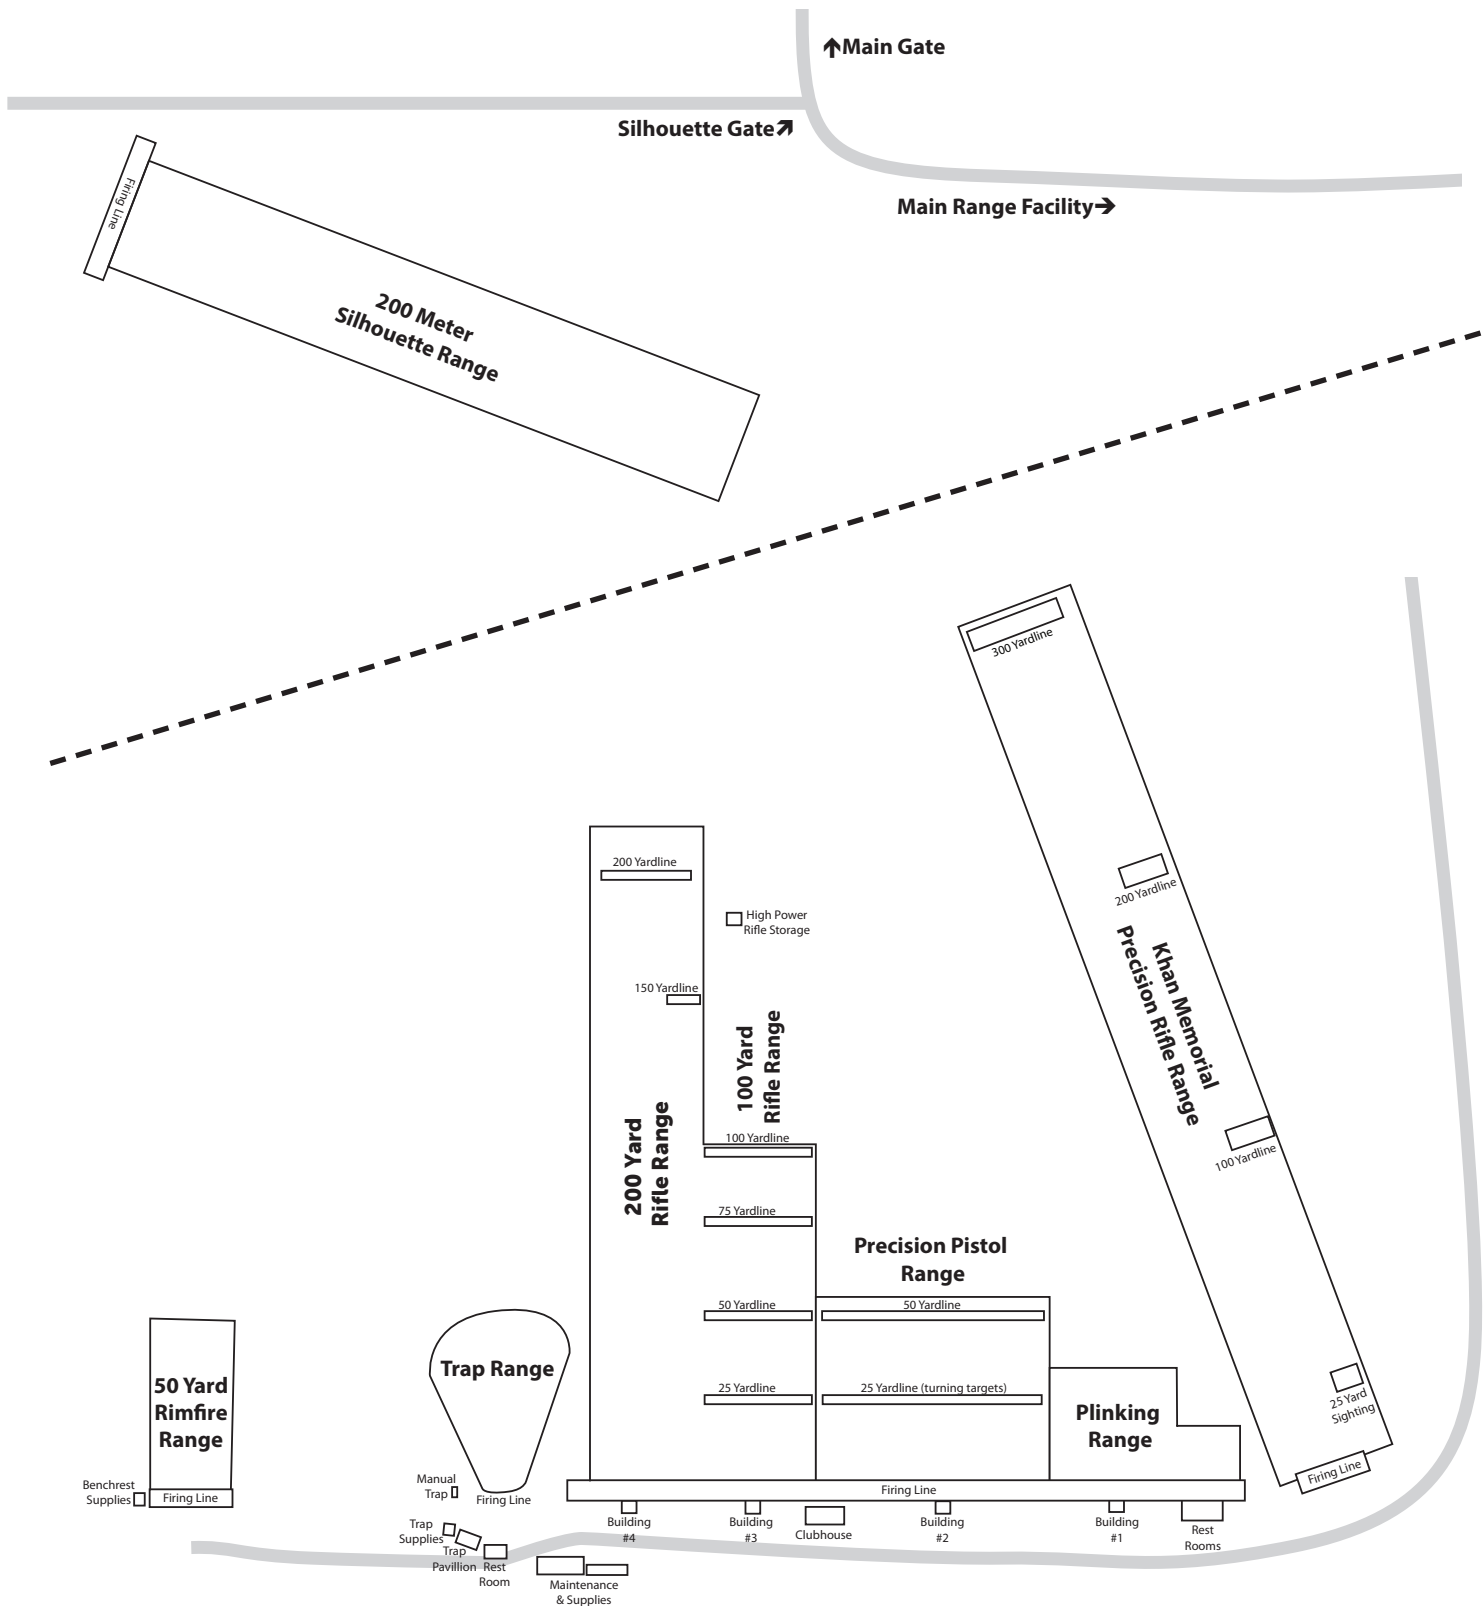 ↑Main Gate
Silhouette Gate↗
Main Range Facility→
Firing Line
200 Meter
Silhouette Range
300 Yardline
200 Yardline
Khan Memorial
Precision Rifle Range
100 Yardline
25 Yard
Sighting
Firing Line
200 Yardline
High Power
Rifle Storage
150 Yardline
100 Yard
Rifle Range
200 Yard
Rifle Range
100 Yardline
75 Yardline
50 Yardline
25 Yardline
Precision Pistol
Range
50 Yardline
25 Yardline (turning targets)
Plinking
Range
Firing Line
Building
#4
Building
#3
Clubhouse
Building
#2
Building
#1
Rest
Rooms
Trap Range
Manual
Trap
Firing Line
Trap
Supplies
Trap
Pavillion
Rest
Room
Maintenance
& Supplies
50 Yard
Rimfire
Range
Benchrest
Supplies
Firing Line